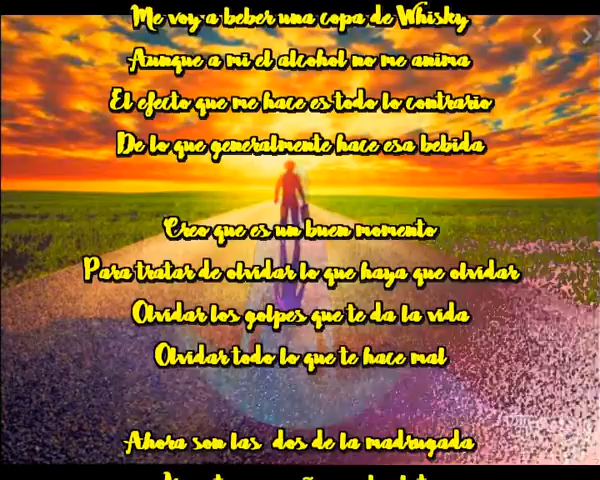 Me voy a beber una copa de Whisky
Aunque a mi el alcohol no me anima
El efecto que me hace es todo lo contrario
De lo que generalmente hace esa bebida
Creo que es un buen momento
Para tratar de olvidar lo que haya que olvidar
Olvidar los golpes que te da la vida
Olvidar todo lo que te hace mal
Ahora son las dos de la madrugada